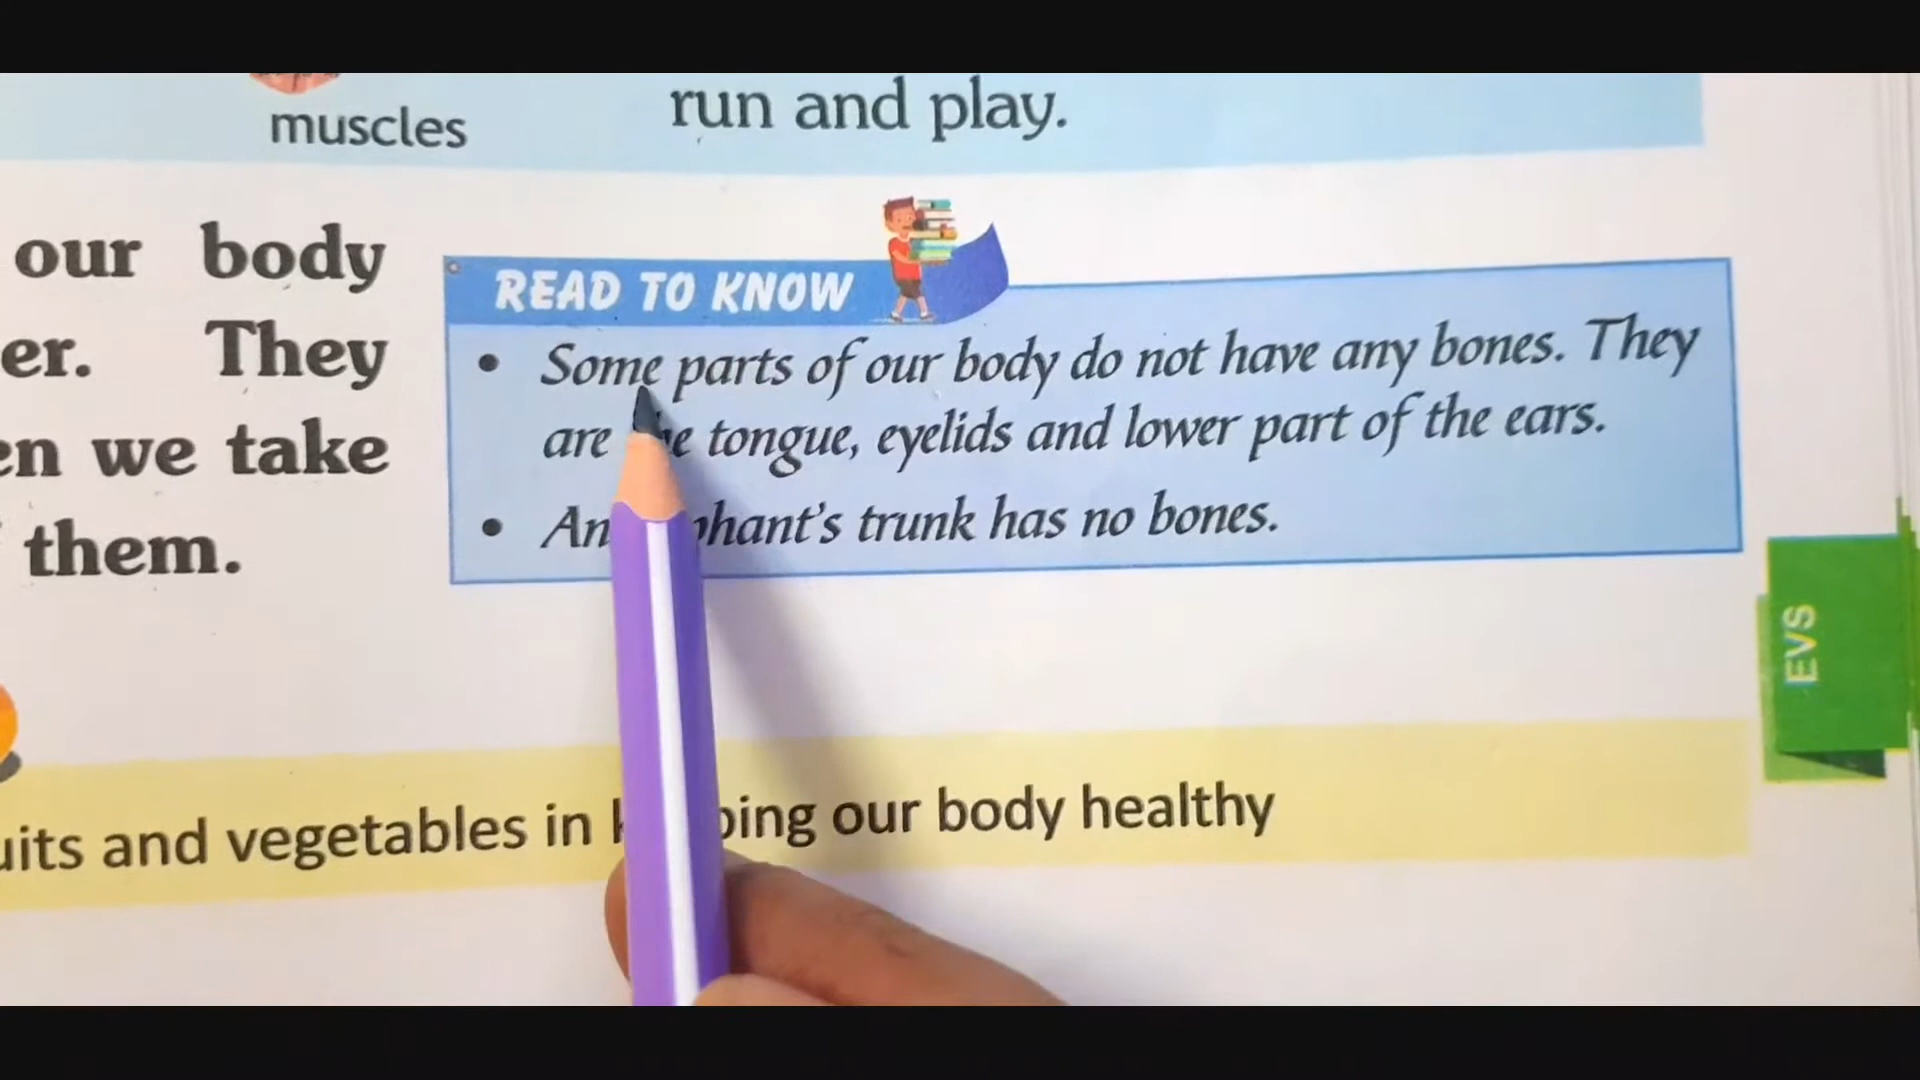 muscles
run and play.
our body
er. They
en we take
them.
READ TO KNOW
• Some parts of our body do not have any bones. They
are the tongue, eyelids and lower part of the ears.
• An phant's trunk has no bones.
EVS
uits and vegetables in k ping our body healthy